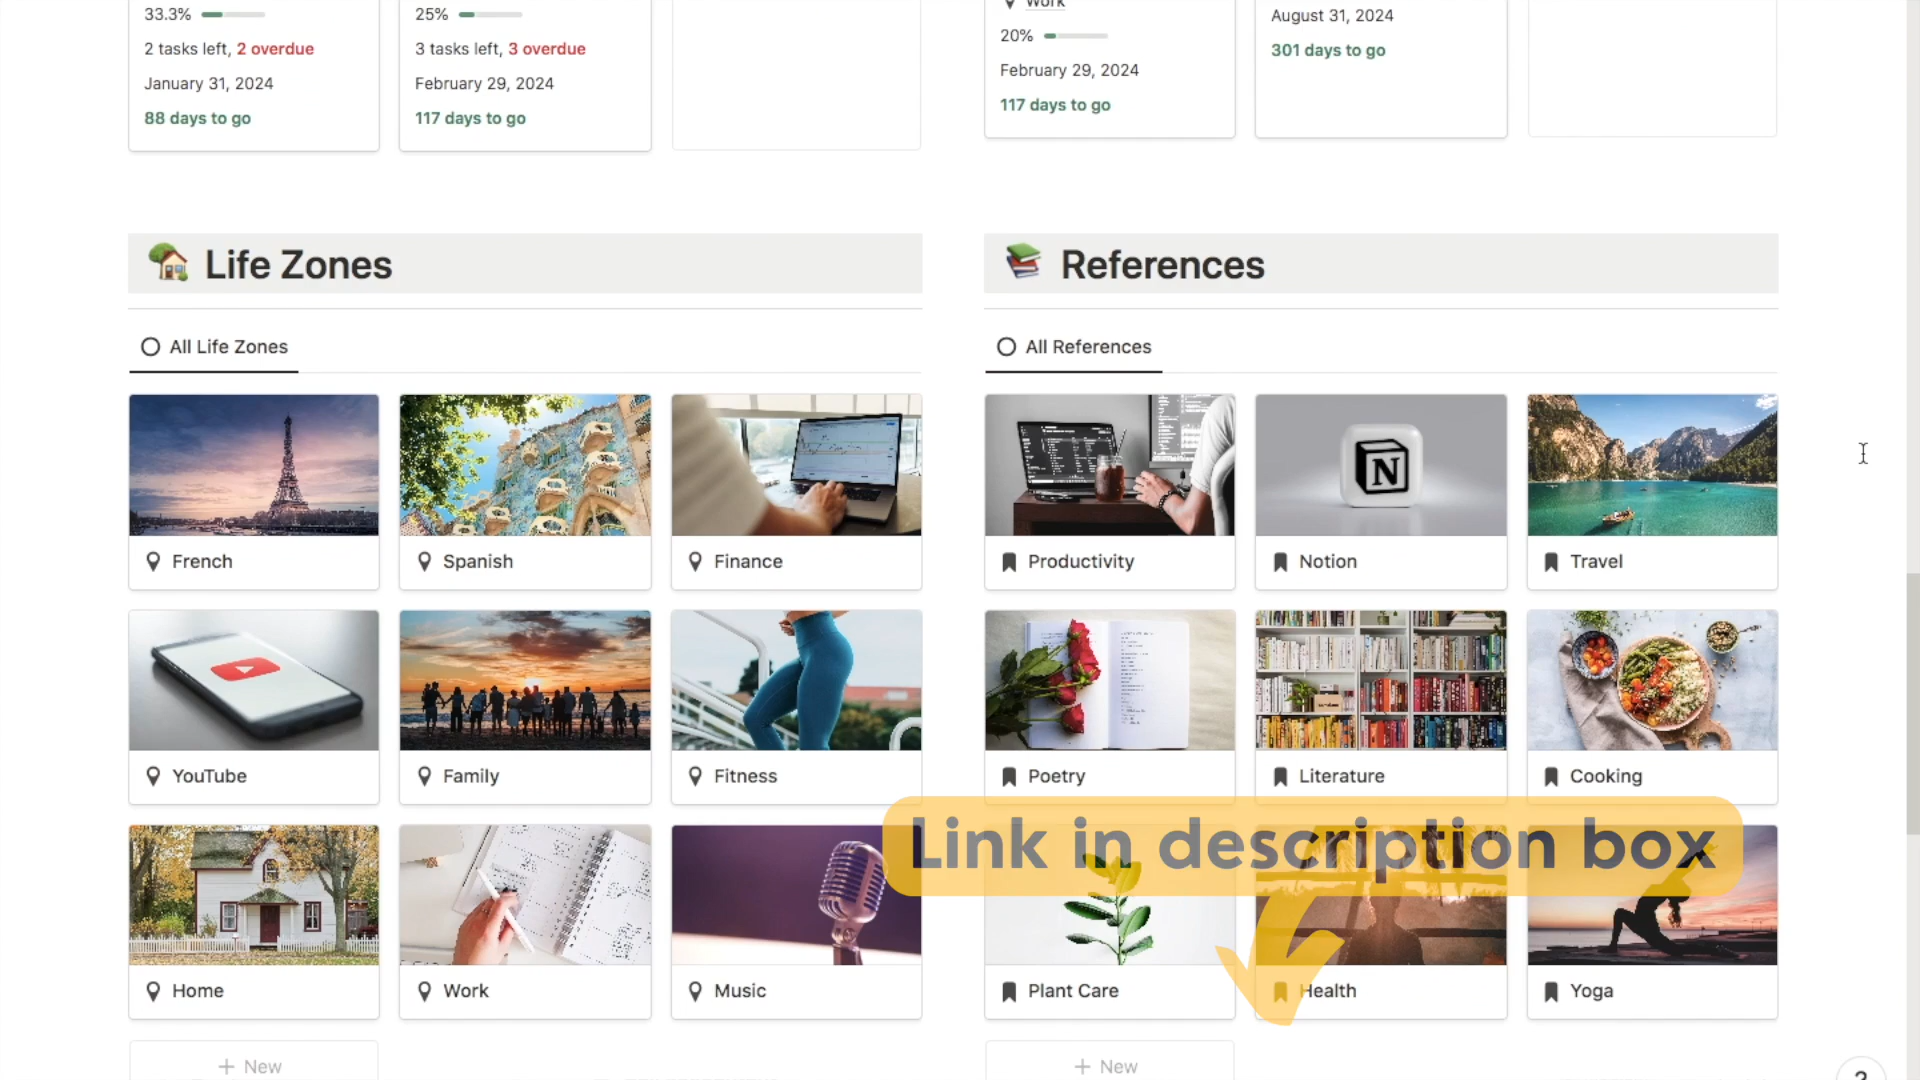 33.3%
2 tasks left, 2 overdue
January 31, 2024
88 days to go
25%
3 tasks left, 3 overdue
February 29, 2024
117 days to go
Work
20%
February 29, 2024
117 days to go
August 31, 2024
301 days to go
Life Zones
All Life Zones
French
Spanish
Finance
YouTube
Family
Fitness
Home
Work
Music
+ New
References
All References
N
Productivity
Notion
Travel
Poetry
Literature
Cooking
Link in description box
Plant Care
Health
Yoga
+ New
?